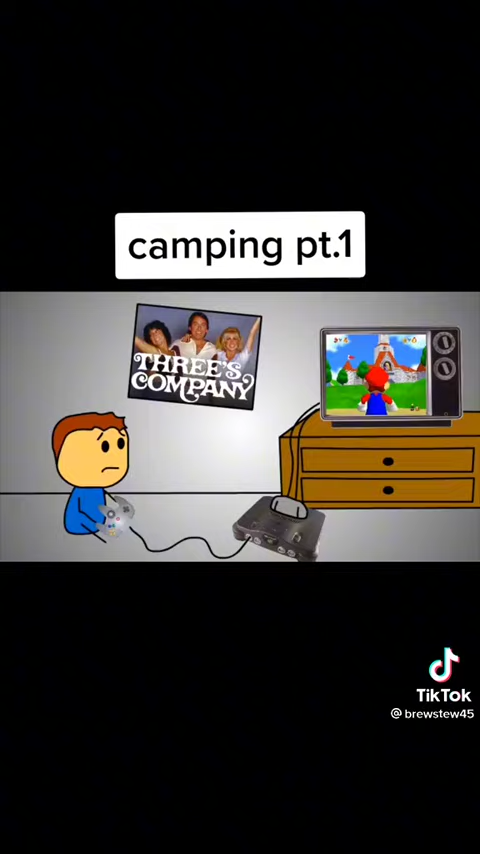 camping pt.1
THREE'S
COMPANY
TikTok
@brewstew45